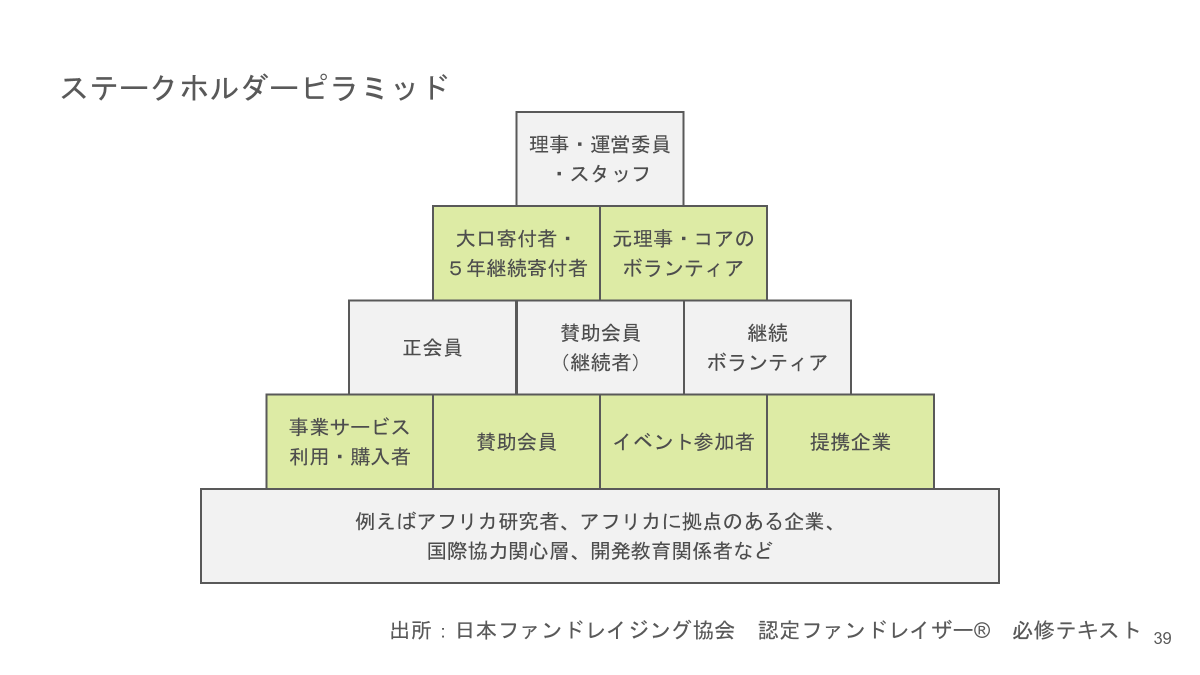 ステークホルダーピラミッド
理事・運営委員
・スタッフ
大口寄付者・
５年継続寄付者
元理事・コアの
ボランティア
正会員
賛助会員
（継続者）
継続
ボランティア
事業サービス
利用・購入者
賛助会員
イベント参加者
提携企業
例えばアフリカ研究者、アフリカに拠点のある企業、
国際協力関心層、開発教育関係者など
出所：日本ファンドレイジング協会　認定ファンドレイザー®　必修テキスト
39